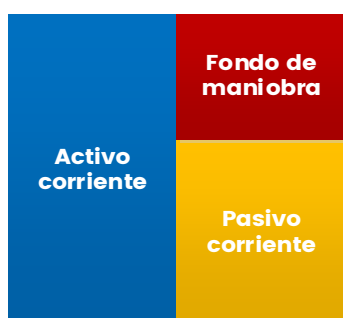 Activo
corriente
Fondo de
maniobra
Pasivo
corriente